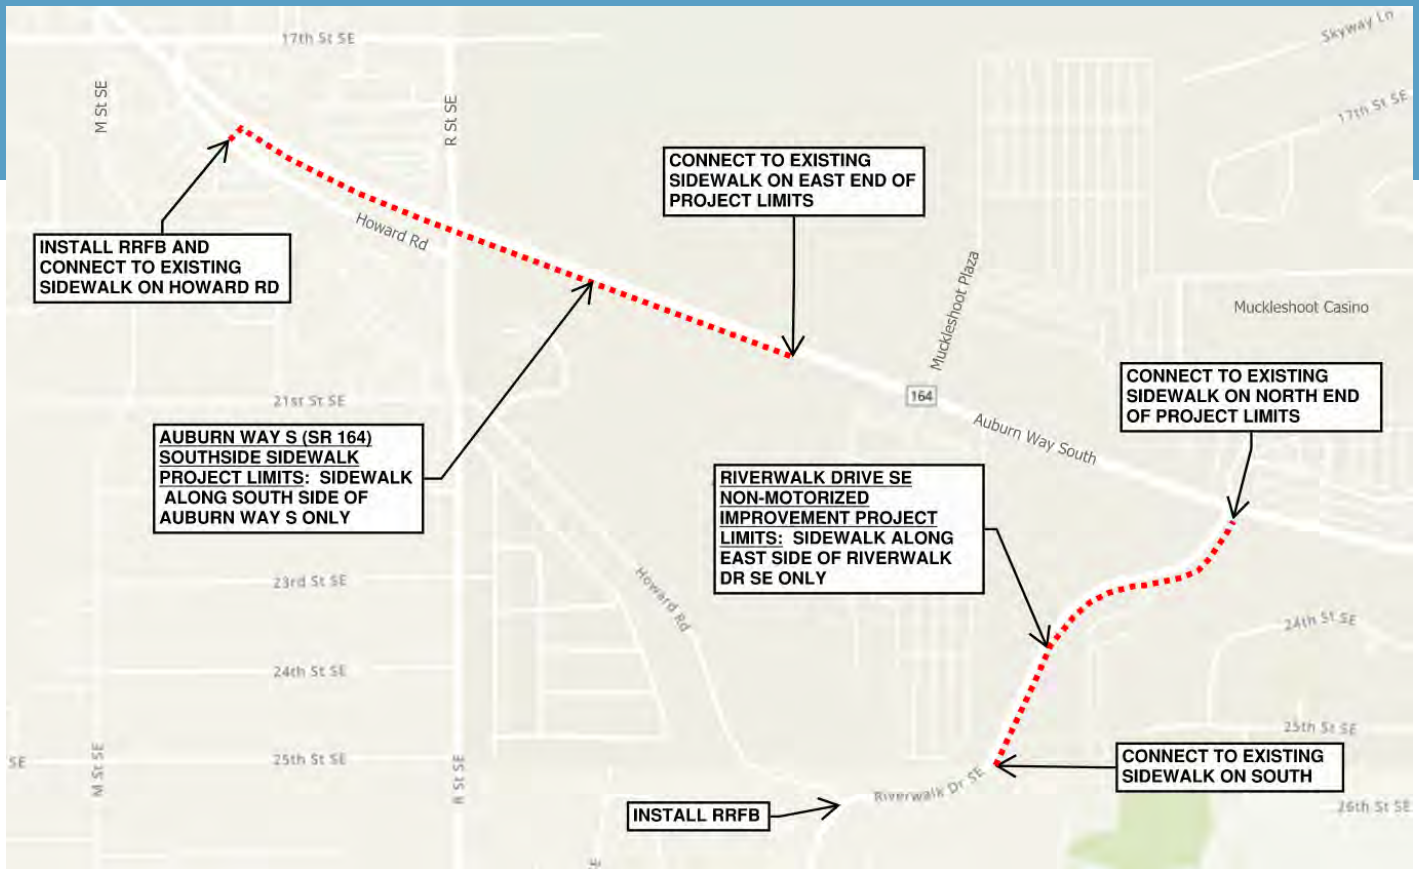 17th St SE
Skyway Ln
17th St SE
M St SE
R St SE
CONNECT TO EXISTING
SIDEWALK ON EAST END OF
PROJECT LIMITS
Howard Rd
INSTALL RRFB AND
CONNECT TO EXISTING
SIDEWALK ON HOWARD RD
Muckleshoot Plaza
Muckleshoot Casino
CONNECT TO EXISTING
SIDEWALK ON NORTH END
OF PROJECT LIMITS
164
21st St SE
Auburn Way South
AUBURN WAY S (SR 164)
SOUTHSIDE SIDEWALK
PROJECT LIMITS: SIDEWALK
ALONG SOUTH SIDE OF
AUBURN WAY S ONLY
RIVERWALK DRIVE SE
NON-MOTORIZED
IMPROVEMENT PROJECT
LIMITS: SIDEWALK ALONG
EAST SIDE OF RIVERWALK
DR SE ONLY
23rd St SE
Howard Rd
24th St SE
24th St SE
25th St SE
SE
M St SE
25th St SE
R St SE
CONNECT TO EXISTING
SIDEWALK ON SOUTH
Riverwalk Dr SE
INSTALL RRFB
26th St SE
SE